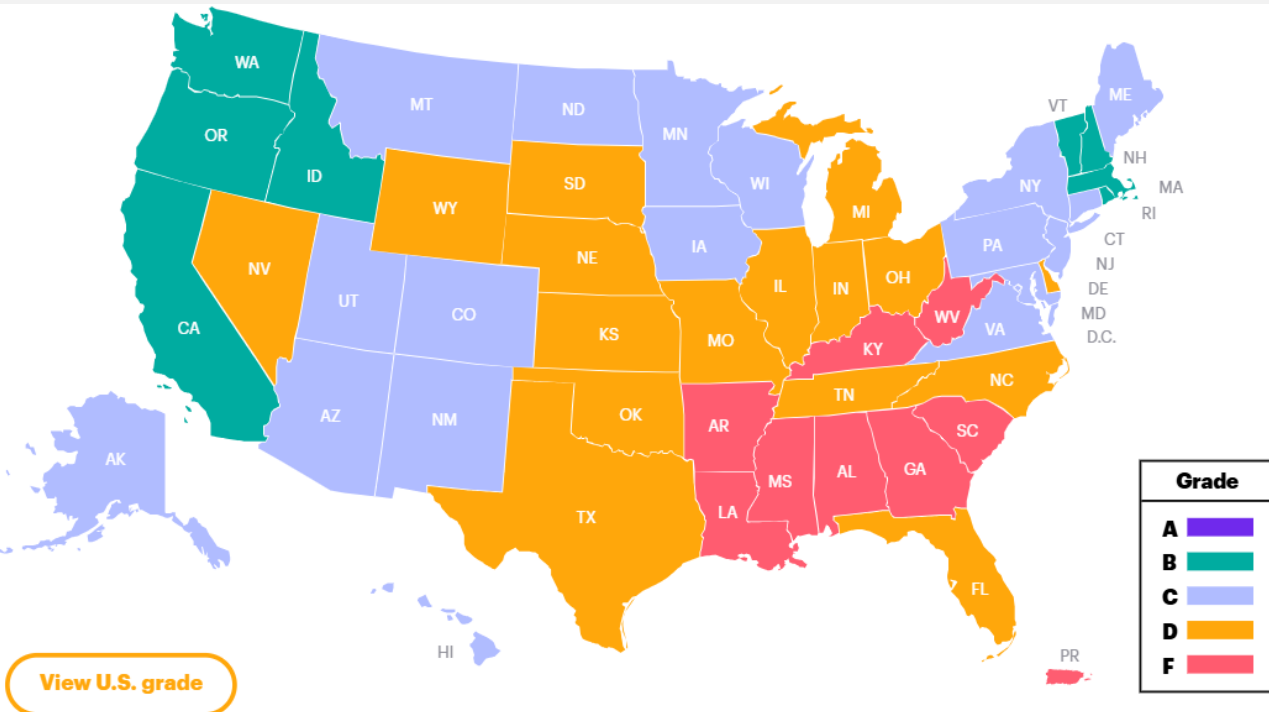 WA
MT
ND
MN
VT
ME
OR
ID
SD
WI
NH
WY
MI
NY
MA
RI
NV
NE
IA
PA
CT
UT
CO
IL
IN
OH
NJ
DE
CA
KS
MO
WV
VA
MD
D.C.
KY
AZ
NM
OK
AR
TN
NC
AK
SC
MS
AL
GA
LA
TX
FL
HI
PR
Grade
A
B
C
D
F
View U.S. grade